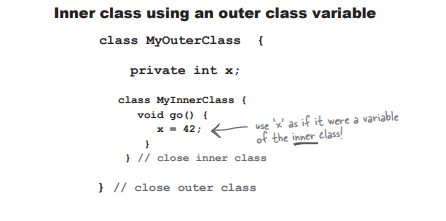 Inner class using an outer class variable
class MyOuterClass {
private int x;
class MyInnerClass {
void go() {
x = 42;
use 'x' as if it were a variable
of the inner class!
}
} // close inner class
} // close outer class